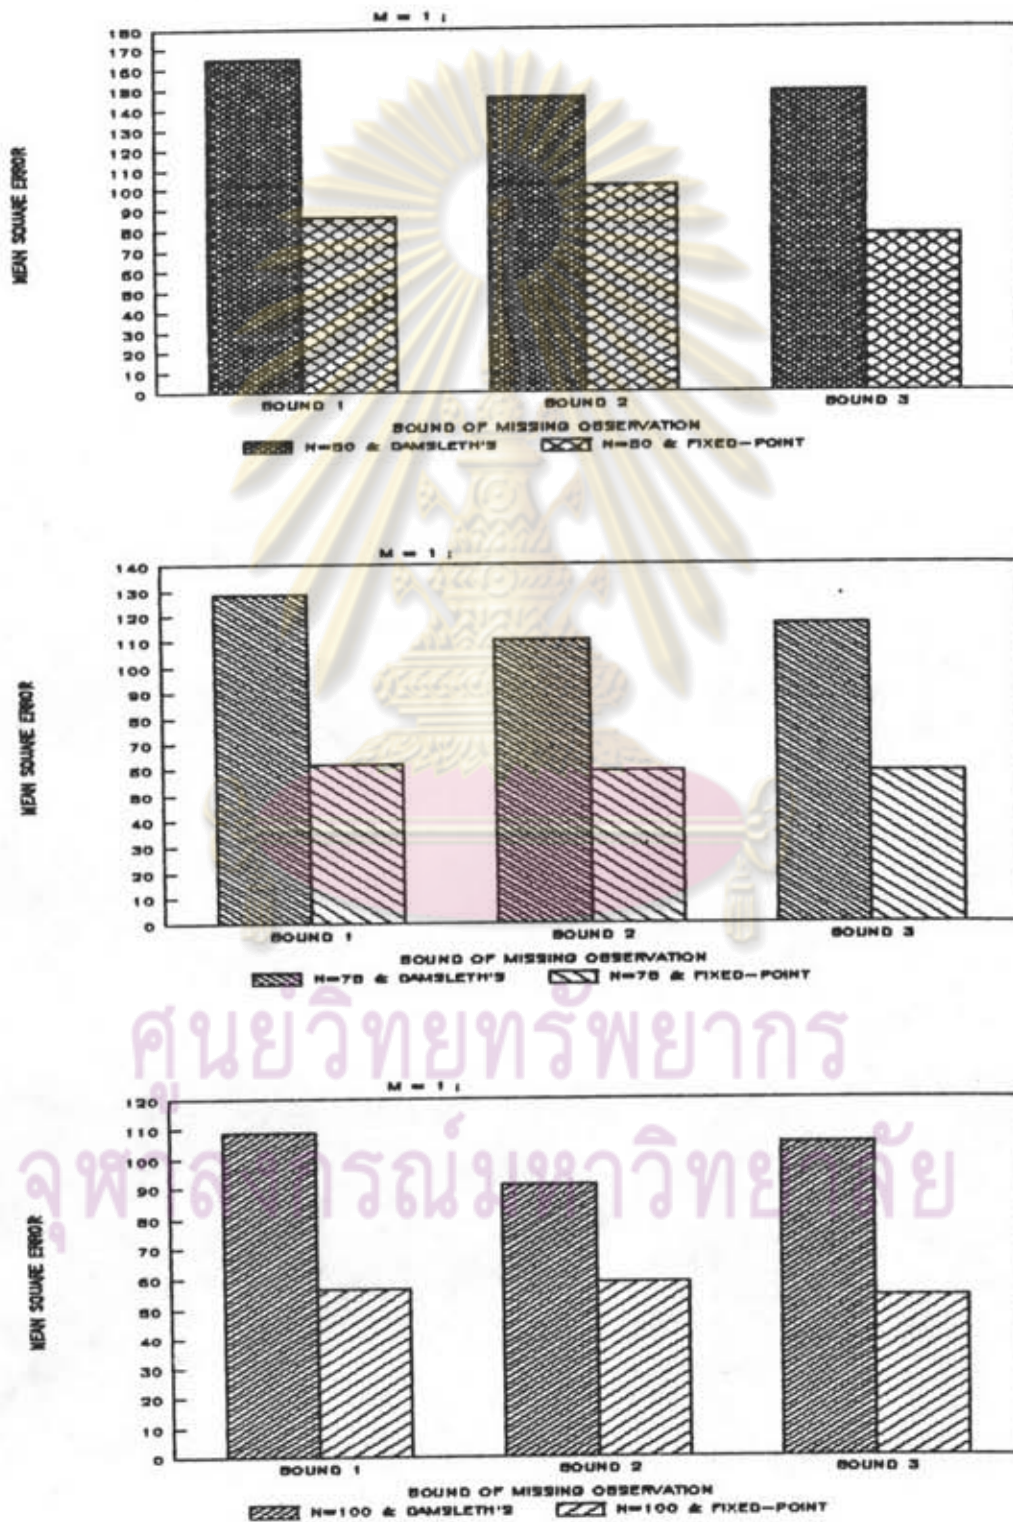 M = 1 ;
180
170
160
150
140
130
120
110
100
90
80
70
60
50
40
30
20
10
0
MEAN SQUARE ERROR
BOUND 1 BOUND 2 BOUND 3
BOUND OF MISSING OBSERVATION
N=50 & DAMSLETH'S N=50 & FIXED-POINT
M = 1 ;
140
130
120
110
100
90
80
70
60
50
40
30
20
10
0
MEAN SQUARE ERROR
BOUND 1 BOUND 2 BOUND 3
BOUND OF MISSING OBSERVATION
N=75 & DAMSLETH'S N=75 & FIXED-POINT
ศูนย์วิทยทรัพยากร
จุฬาลงกรณ์มหาวิทยาลัย
M = 1 ;
120
110
100
90
80
70
60
50
40
30
20
10
0
MEAN SQUARE ERROR
BOUND 1 BOUND 2 BOUND 3
BOUND OF MISSING OBSERVATION
N=100 & DAMSLETH'S N=100 & FIXED-POINT